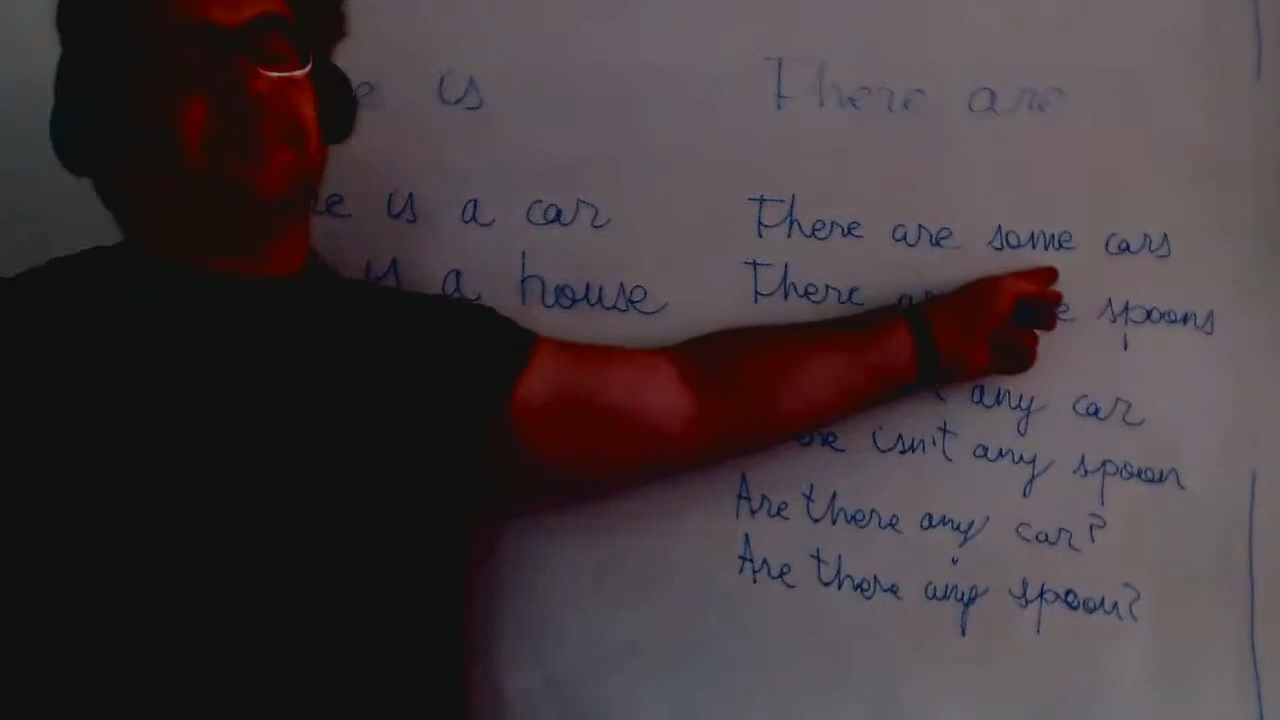 is
There are
is a car
There are some cars
is a house
There spoons
any car
isn't any spoon
Are there any car?
Are there any spoon?